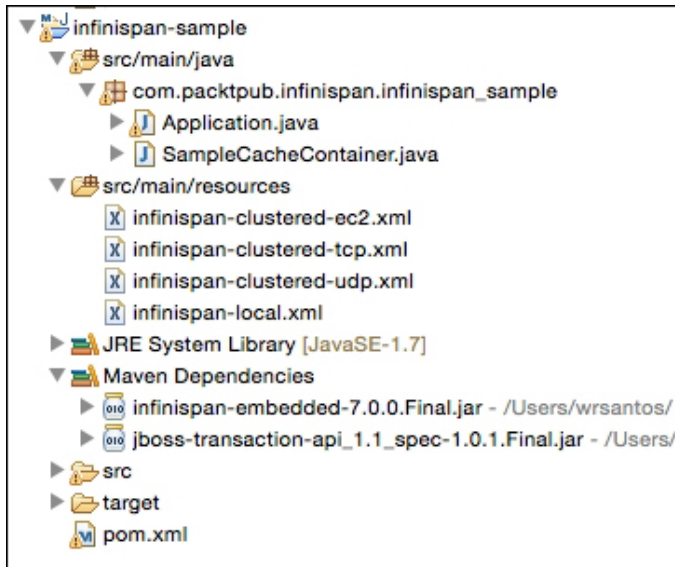 infinispan-sample
src/main/java
com.packtpub.infinispan.infinispan_sample
Application.java
SampleCacheContainer.java
src/main/resources
infinispan-clustered-ec2.xml
infinispan-clustered-tcp.xml
infinispan-clustered-udp.xml
infinispan-local.xml
JRE System Library [JavaSE-1.7]
Maven Dependencies
infinispan-embedded-7.0.0.Final.jar - /Users/wrsantos/
jboss-transaction-api_1.1_spec-1.0.1.Final.jar - /Users/
src
target
pom.xml